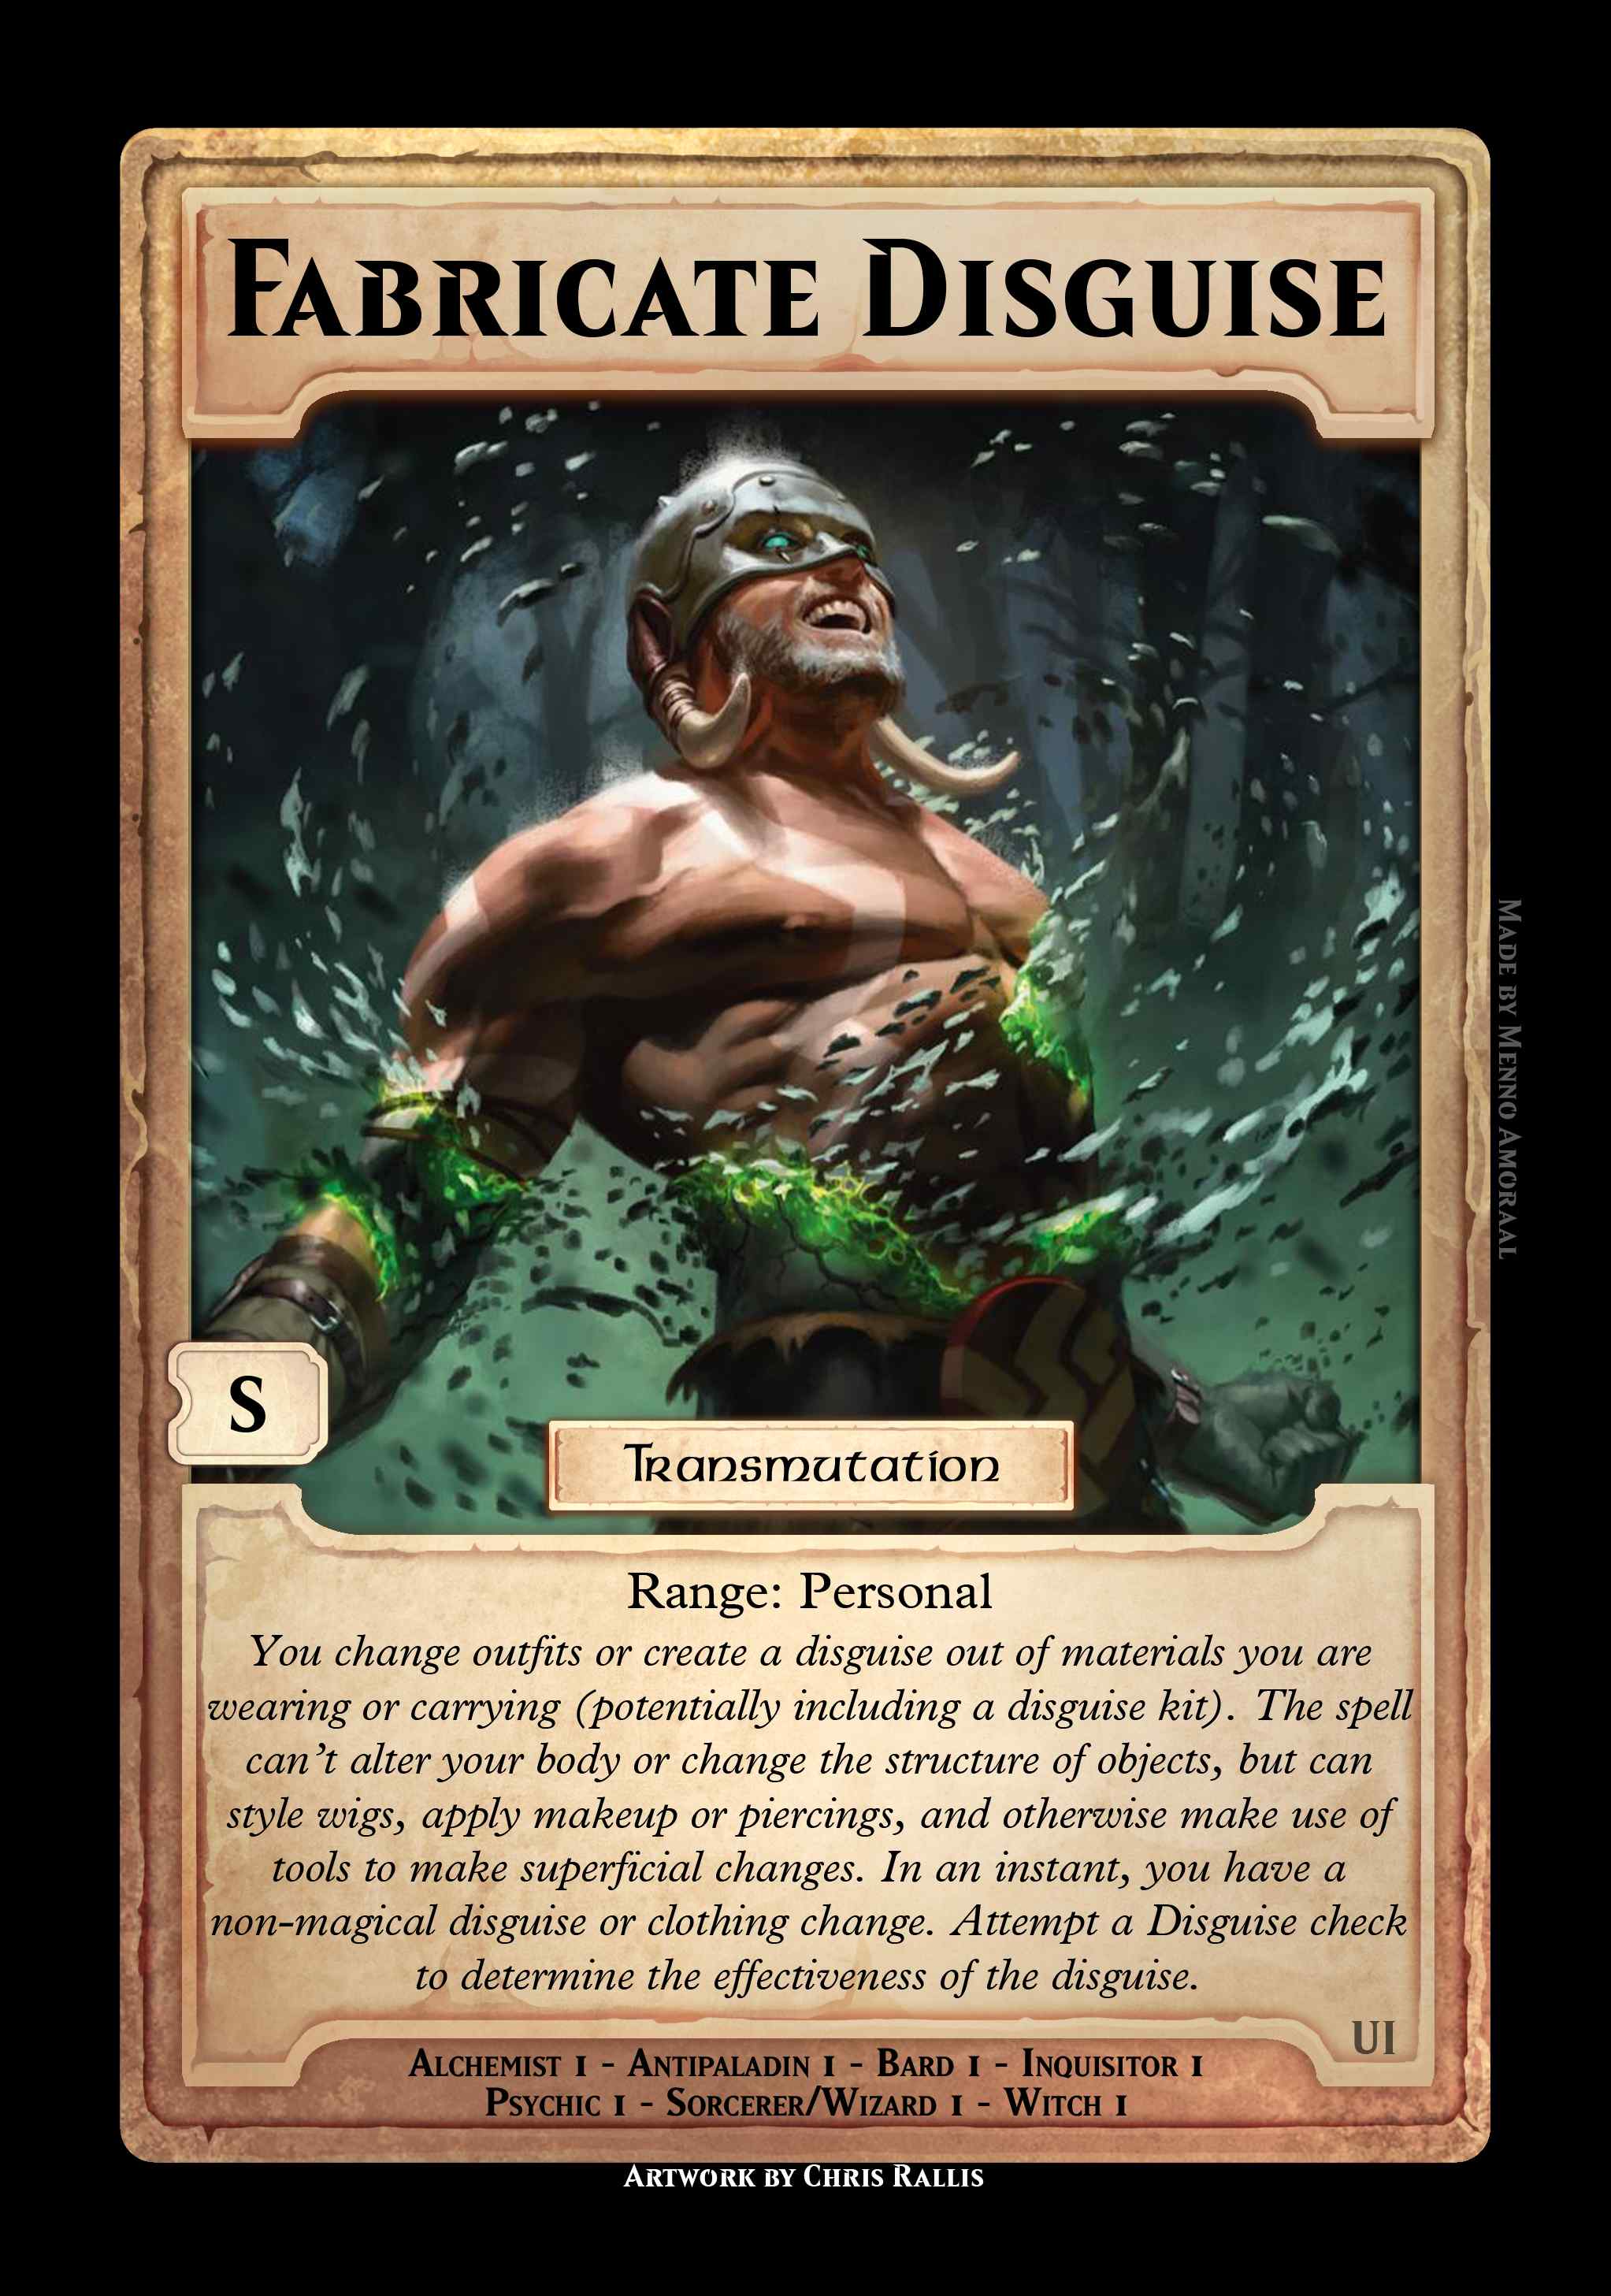 Fabricate Disguise
S
Transmutation
Range: Personal
You change outfits or create a disguise out of materials you are
wearing or carrying (potentially including a disguise kit). The spell
can't alter your body or change the structure of objects, but can
style wigs, apply makeup or piercings, and otherwise make use of
tools to make superficial changes. In an instant, you have a
non-magical disguise or clothing change. Attempt a Disguise check
to determine the effectiveness of the disguise.
UI
Alchemist 1 - Antipaladin 1 - Bard 1 - Inquisitor 1
Psychic 1 - Sorcerer/Wizard 1 - Witch 1
Artwork by Chris Rallis
Made by Menno Amoraal